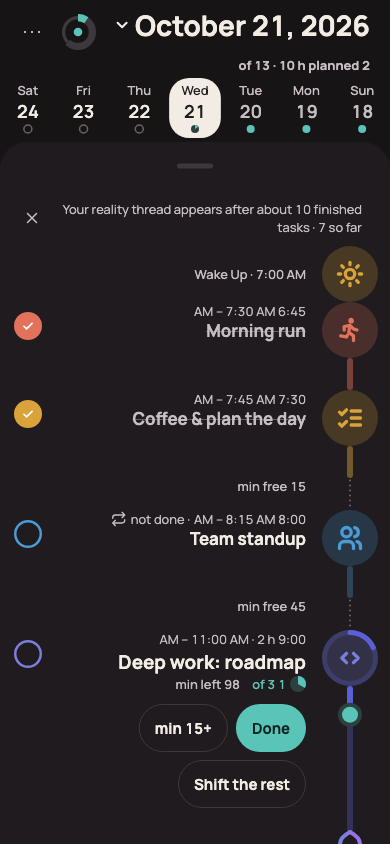 October 21, 2026
of 13 · 10 h planned 2
Sat Fri Thu Wed Tue Mon Sun
24 23 22 21 20 19 18
Your reality thread appears after about 10 finished
tasks · 7 so far
Wake Up · 7:00 AM
AM – 7:30 AM 6:45
Morning run
AM – 7:45 AM 7:30
Coffee & plan the day
min free 15
not done · AM – 8:15 AM 8:00
Team standup
min free 45
AM – 11:00 AM · 2 h 9:00
Deep work: roadmap
min left 98 of 3 1
min 15+ Done
Shift the rest